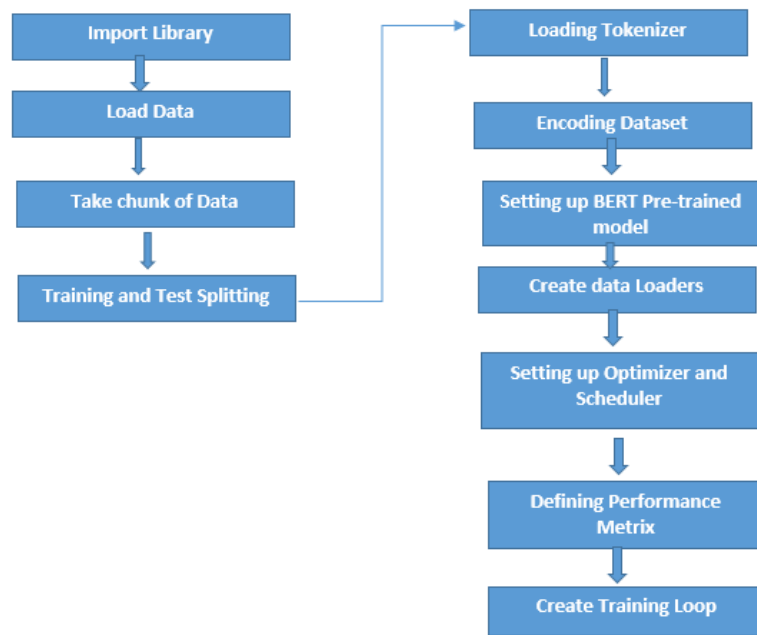 Import Library
Load Data
Take chunk of Data
Training and Test Splitting
Loading Tokenizer
Encoding Dataset
Setting up BERT Pre-trained
model
Create data Loaders
Setting up Optimizer and
Scheduler
Defining Performance
Metrix
Create Training Loop